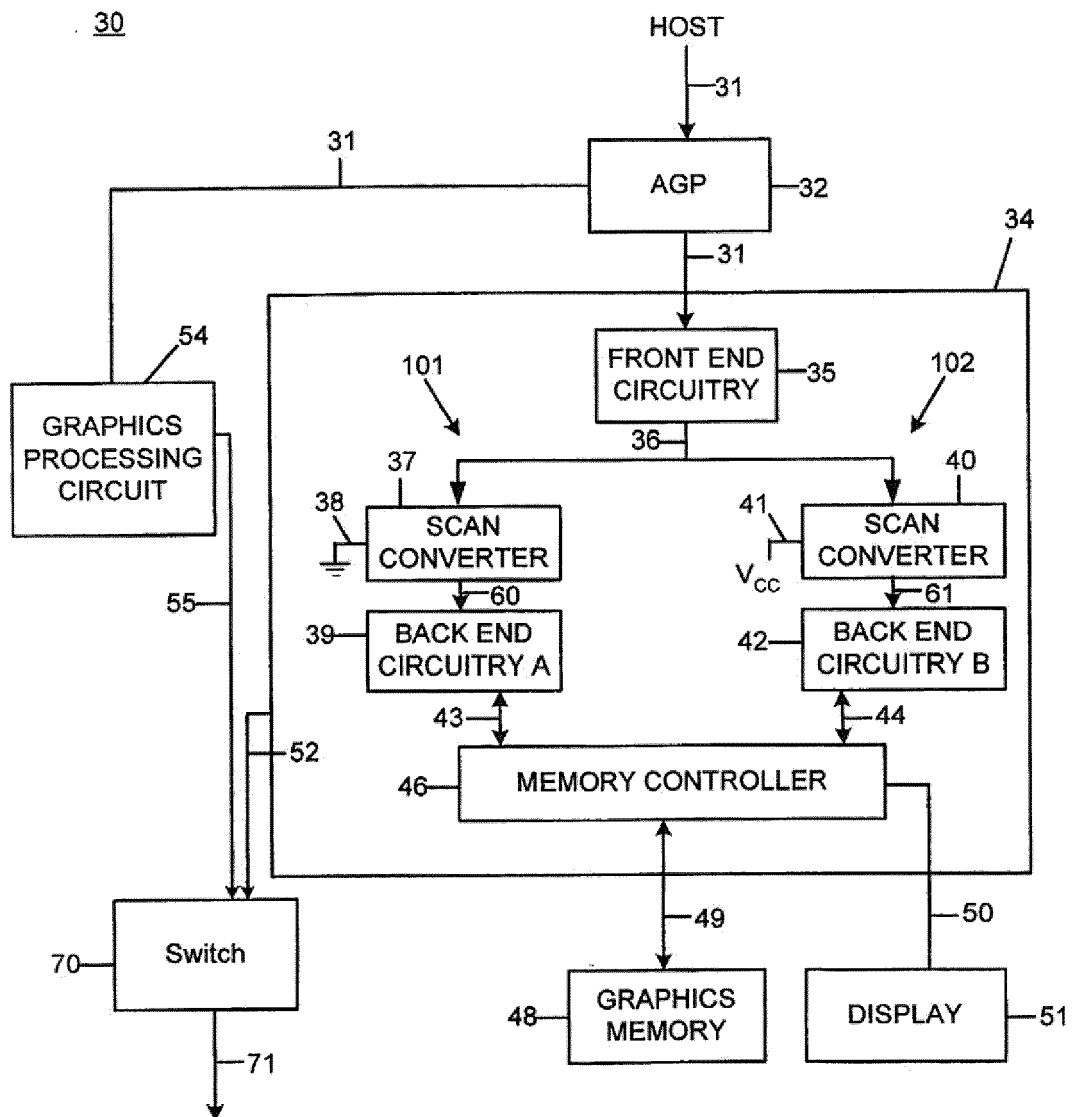 30
HOST
31
31
AGP
32
31
34
54
FRONT END
CIRCUITRY
35
101
102
GRAPHICS
PROCESSING
CIRCUIT
36
37
40
38
SCAN
CONVERTER
41
SCAN
CONVERTER
VCC
60
61
55
39
BACK END
CIRCUITRY A
42
BACK END
CIRCUITRY B
43
44
52
46
MEMORY CONTROLLER
49
50
70
Switch
48
GRAPHICS
MEMORY
DISPLAY
51
71